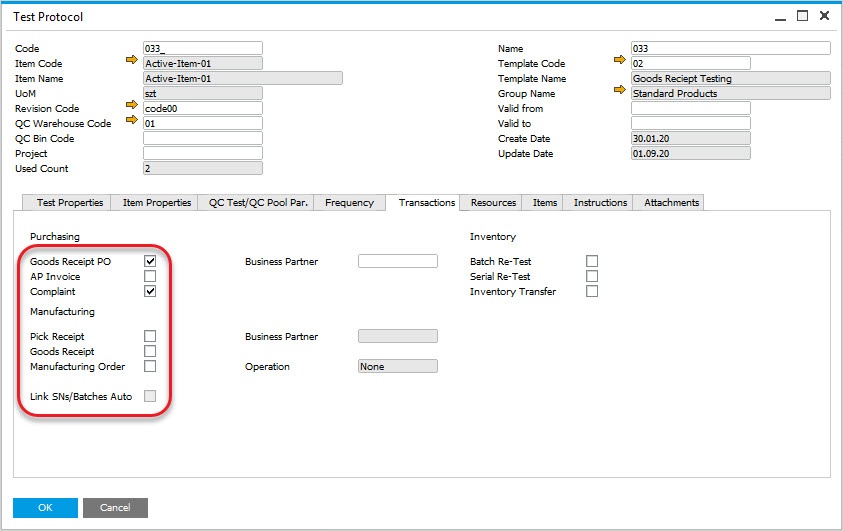 Test Protocol
Code 033_ Name 033
Item Code Active-Item-01 Template Code 02
Item Name Active-Item-01 Template Name Goods Reciept Testing
UoM szt Group Name Standard Products
Revision Code code00 Valid from
QC Warehouse Code 01 Valid to
QC Bin Code Create Date 30.01.20
Project Update Date 01.09.20
Used Count 2
Test Properties Item Properties QC Test/QC Pool Par. Frequency Transactions Resources Items Instructions Attachments
Purchasing Inventory
Goods Receipt PO Business Partner Batch Re-Test
AP Invoice Serial Re-Test
Complaint Inventory Transfer
Manufacturing
Pick Receipt Business Partner
Goods Receipt
Manufacturing Order Operation None
Link SNs/Batches Auto
OK Cancel